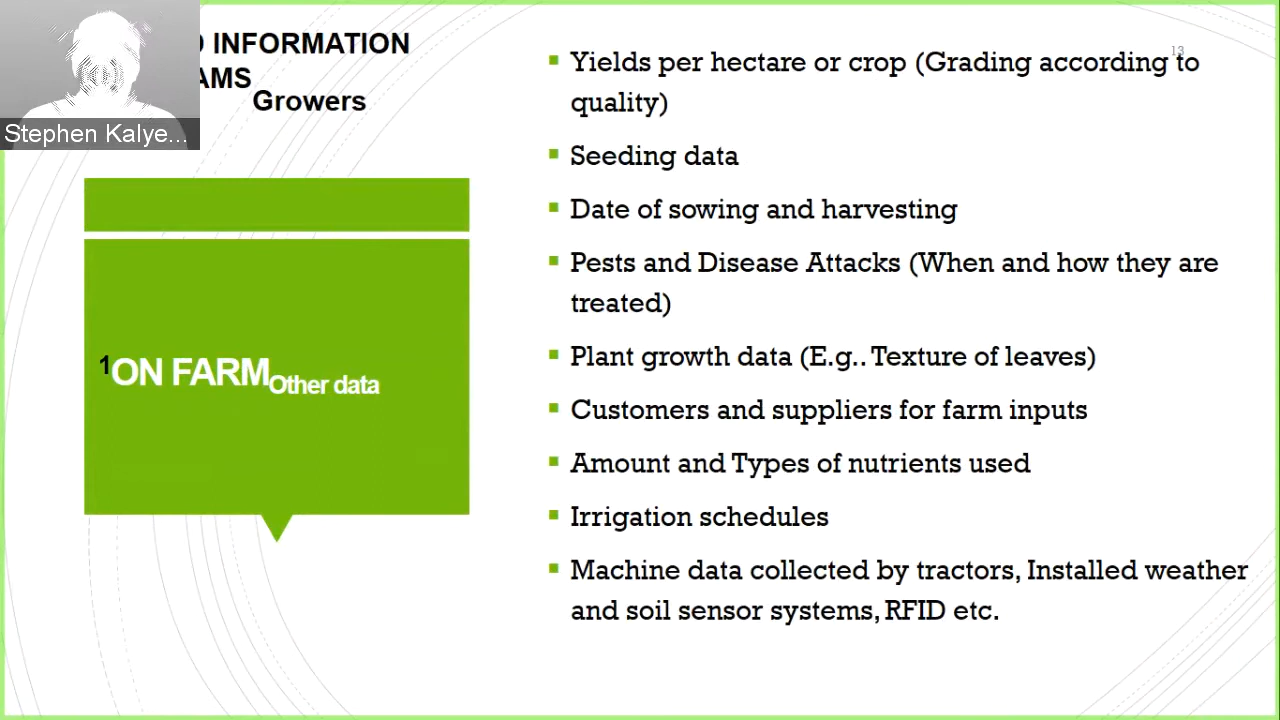 INFORMATION
AMS
Growers
Stephen Kalye...
1ON FARM Other data
13
Yields per hectare or crop (Grading according to
quality)
Seeding data
Date of sowing and harvesting
Pests and Disease Attacks (When and how they are
treated)
Plant growth data (E.g.. Texture of leaves)
Customers and suppliers for farm inputs
Amount and Types of nutrients used
Irrigation schedules
Machine data collected by tractors, Installed weather
and soil sensor systems, RFID etc.